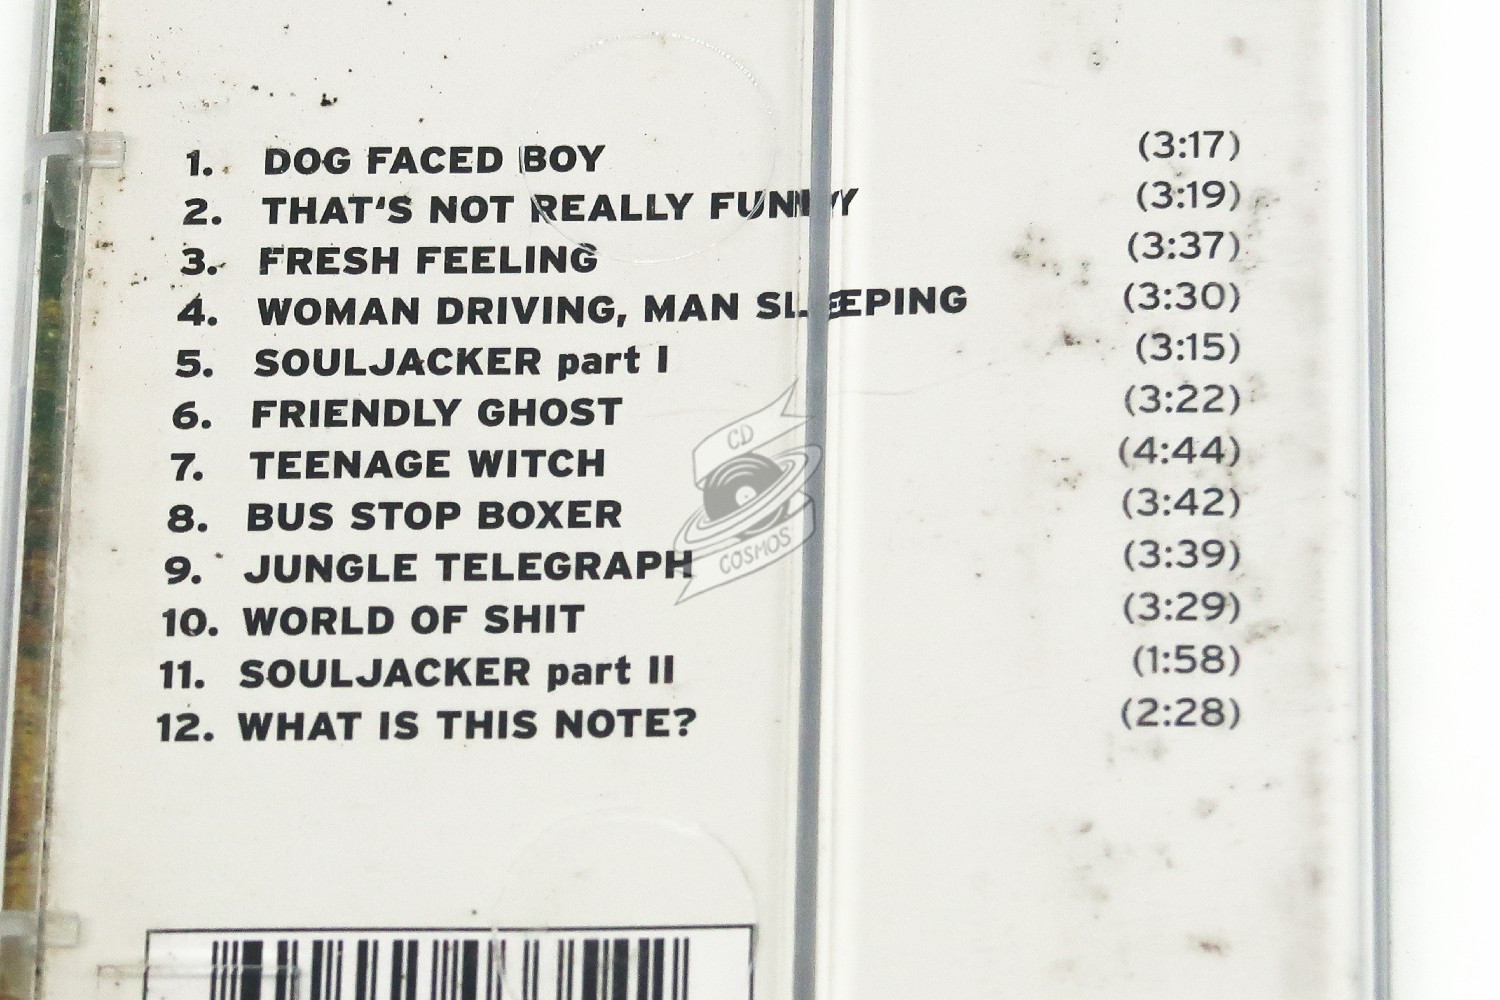 1. DOG FACED BOY (3:17)
2. THAT'S NOT REALLY FUNNY (3:19)
3. FRESH FEELING (3:37)
4. WOMAN DRIVING, MAN SLEEPING (3:30)
5. SOULJACKER part I (3:15)
6. FRIENDLY GHOST (3:22)
7. TEENAGE WITCH (4:44)
8. BUS STOP BOXER (3:42)
9. JUNGLE TELEGRAPH (3:39)
10. WORLD OF SHIT (3:29)
11. SOULJACKER part II (1:58)
12. WHAT IS THIS NOTE? (2:28)
CD
COSMOS